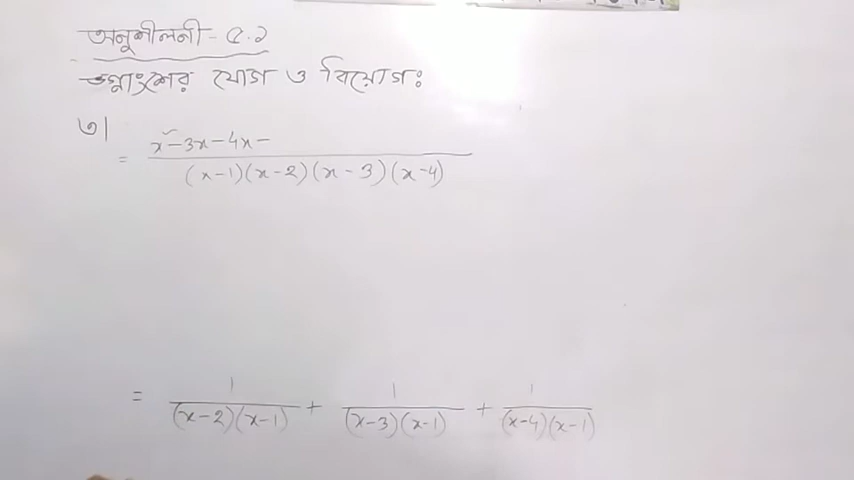 অনুশীলনী - ৫.১
ভগ্নাংশের যোগ ও বিয়োগঃ
৩।
= x² - 3x - 4x -
(x-1)(x-2)(x-3)(x-4)
= 1/((x-2)(x-1)) + 1/((x-3)(x-1)) + 1/((x-4)(x-1))